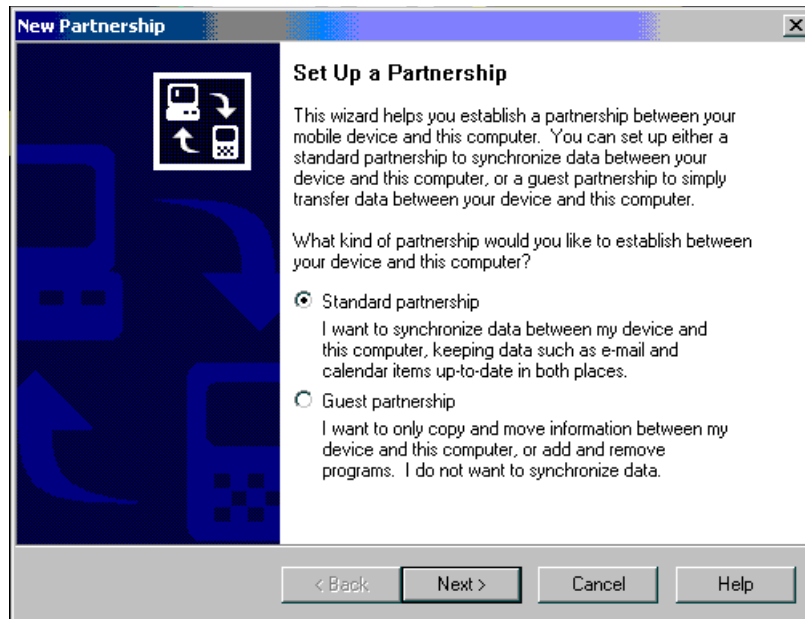 New Partnership
Set Up a Partnership
This wizard helps you establish a partnership between your
mobile device and this computer. You can set up either a
standard partnership to synchronize data between your
device and this computer, or a guest partnership to simply
transfer data between your device and this computer.
What kind of partnership would you like to establish between
your device and this computer?
Standard partnership
I want to synchronize data between my device and
this computer, keeping data such as e-mail and
calendar items up-to-date in both places.
Guest partnership
I want to only copy and move information between my
device and this computer, or add and remove
programs. I do not want to synchronize data.
< Back Next > Cancel Help